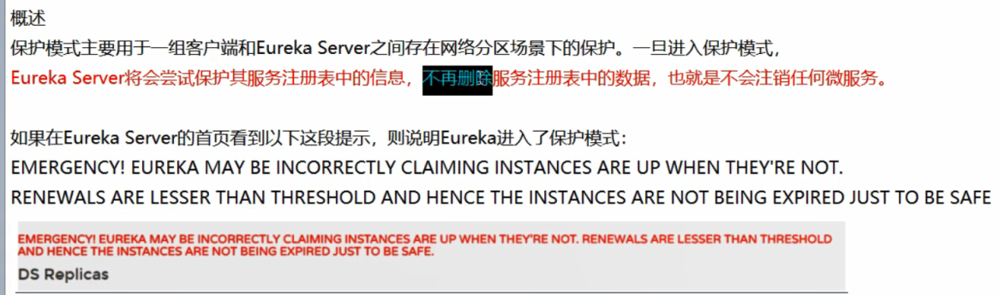 概述
保护模式主要用于一组客户端和Eureka Server之间存在网络分区场景下的保护。一旦进入保护模式，
Eureka Server将会尝试保护其服务注册表中的信息，不再删除服务注册表中的数据，也就是不会注销任何微服务。
如果在Eureka Server的首页看到以下这段提示，则说明Eureka进入了保护模式：
EMERGENCY! EUREKA MAY BE INCORRECTLY CLAIMING INSTANCES ARE UP WHEN THEY'RE NOT.
RENEWALS ARE LESSER THAN THRESHOLD AND HENCE THE INSTANCES ARE NOT BEING EXPIRED JUST TO BE SAFE
EMERGENCY! EUREKA MAY BE INCORRECTLY CLAIMING INSTANCES ARE UP WHEN THEY'RE NOT. RENEWALS ARE LESSER THAN THRESHOLD
AND HENCE THE INSTANCES ARE NOT BEING EXPIRED JUST TO BE SAFE.
DS Replicas